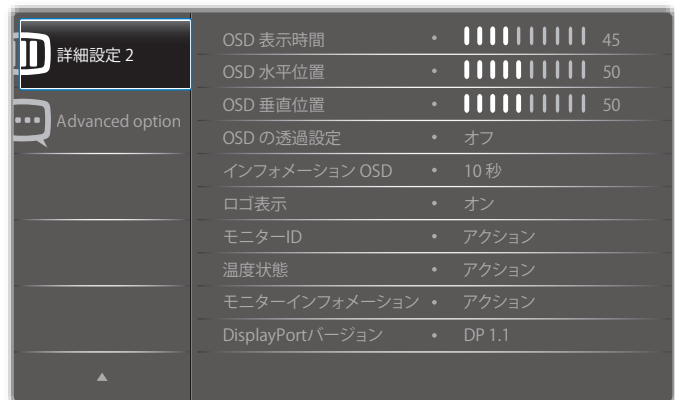 詳細設定 2
Advanced option
OSD 表示時間 • 45
OSD 水平位置 • 50
OSD 垂直位置 • 50
OSD の透過設定 • オフ
インフォメーション OSD • 10 秒
ロゴ表示 • オン
モニターID • アクション
温度状態 • アクション
モニターインフォメーション • アクション
DisplayPortバージョン • DP 1.1